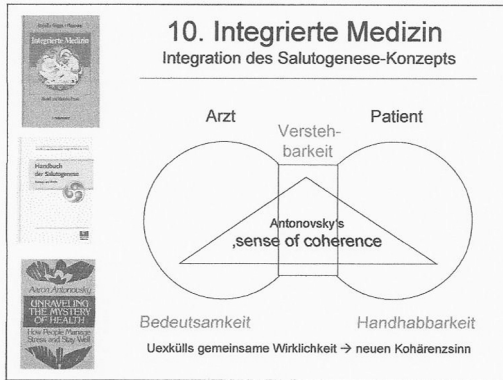 10. Integrierte Medizin
Integration des Salutogenese-Konzepts
Integrierte Medizin
Handbuch
der Salutogenese
Aaron Antonovsky
UNRAVELING
THE MYSTERY
OF HEALTH
How People Manage
Stress and Stay Well
Arzt
Versteh-
barkeit
Patient
Antonovsky's
‚sense of coherence
Bedeutsamkeit
Handhabbarkeit
Uexkülls gemeinsame Wirklichkeit → neuen Kohärenzsinn